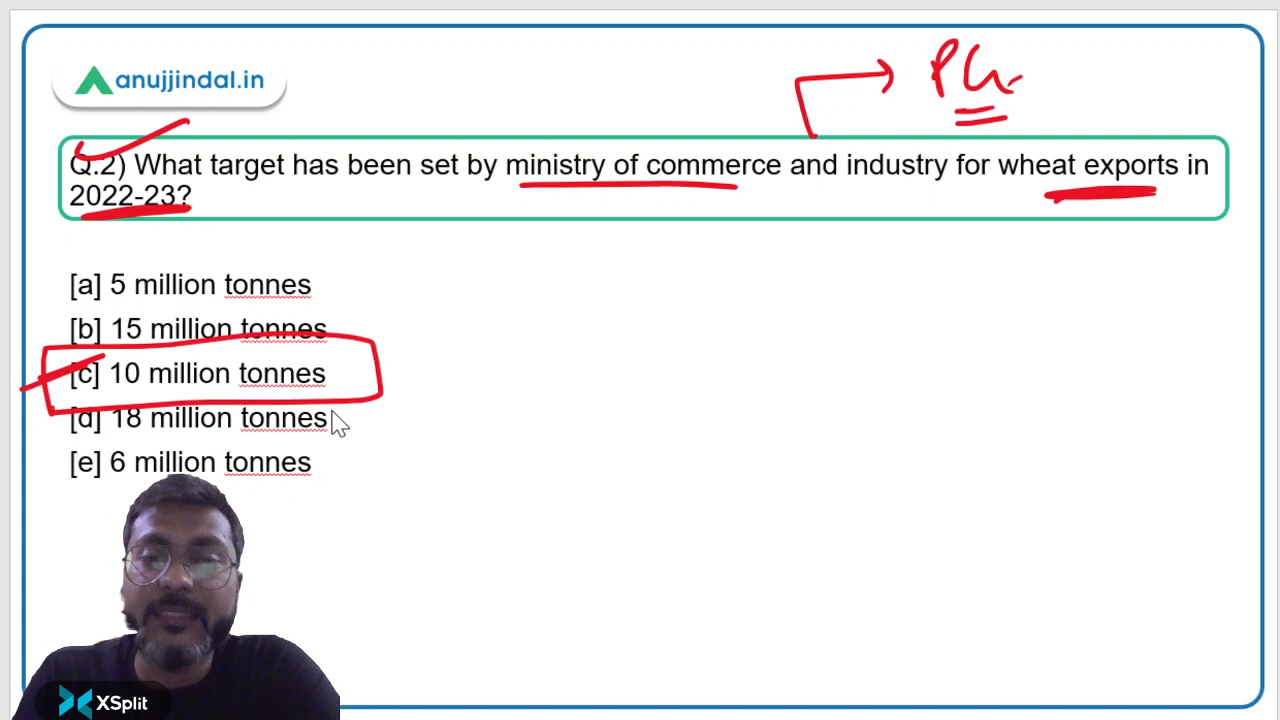 anujjindal.in
PG
Q.2) What target has been set by ministry of commerce and industry for wheat exports in
2022-23?
[a] 5 million tonnes
[b] 15 million tonnes
[c] 10 million tonnes
[d] 18 million tonnes
[e] 6 million tonnes
XSplit